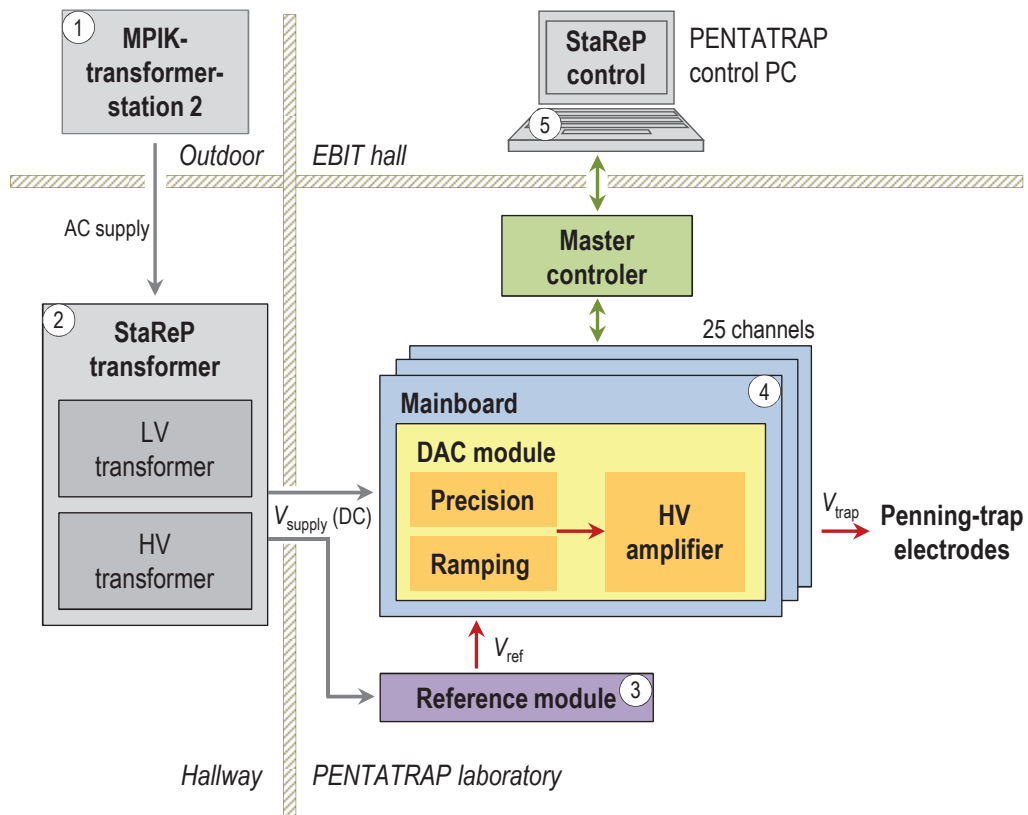 1
MPIK-
transformer-
station 2
StaReP
control
5
PENTATRAP
control PC
Outdoor
EBIT hall
AC supply
Master
controler
2
StaReP
transformer
LV
transformer
HV
transformer
25 channels
4
Mainboard
DAC module
Precision
Ramping
HV
amplifier
Vsupply (DC)
Vtrap
Penning-trap
electrodes
Vref
Reference module
3
Hallway
PENTATRAP laboratory